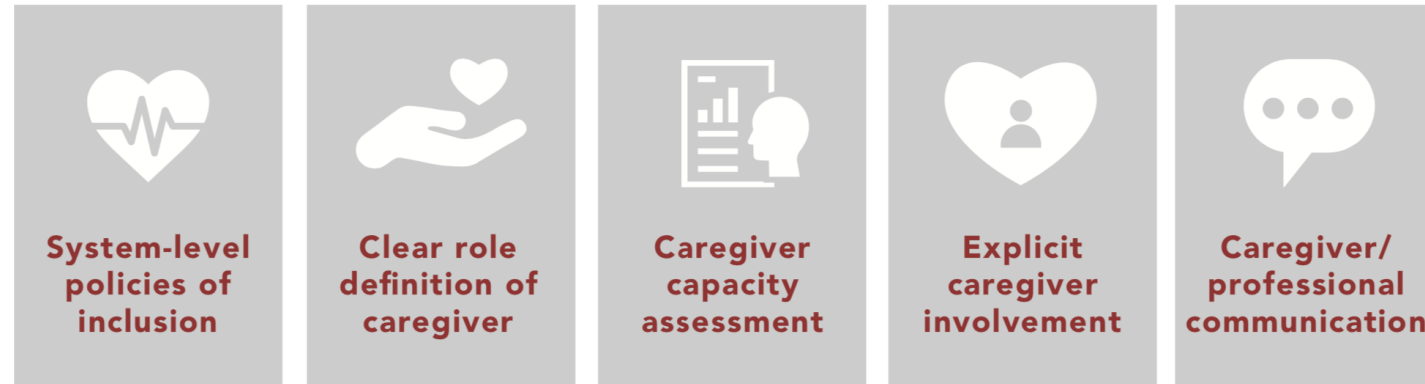 System-level
policies of
inclusion
Clear role
definition of
caregiver
Caregiver
capacity
assessment
Explicit
caregiver
involvement
Caregiver/
professional
communication